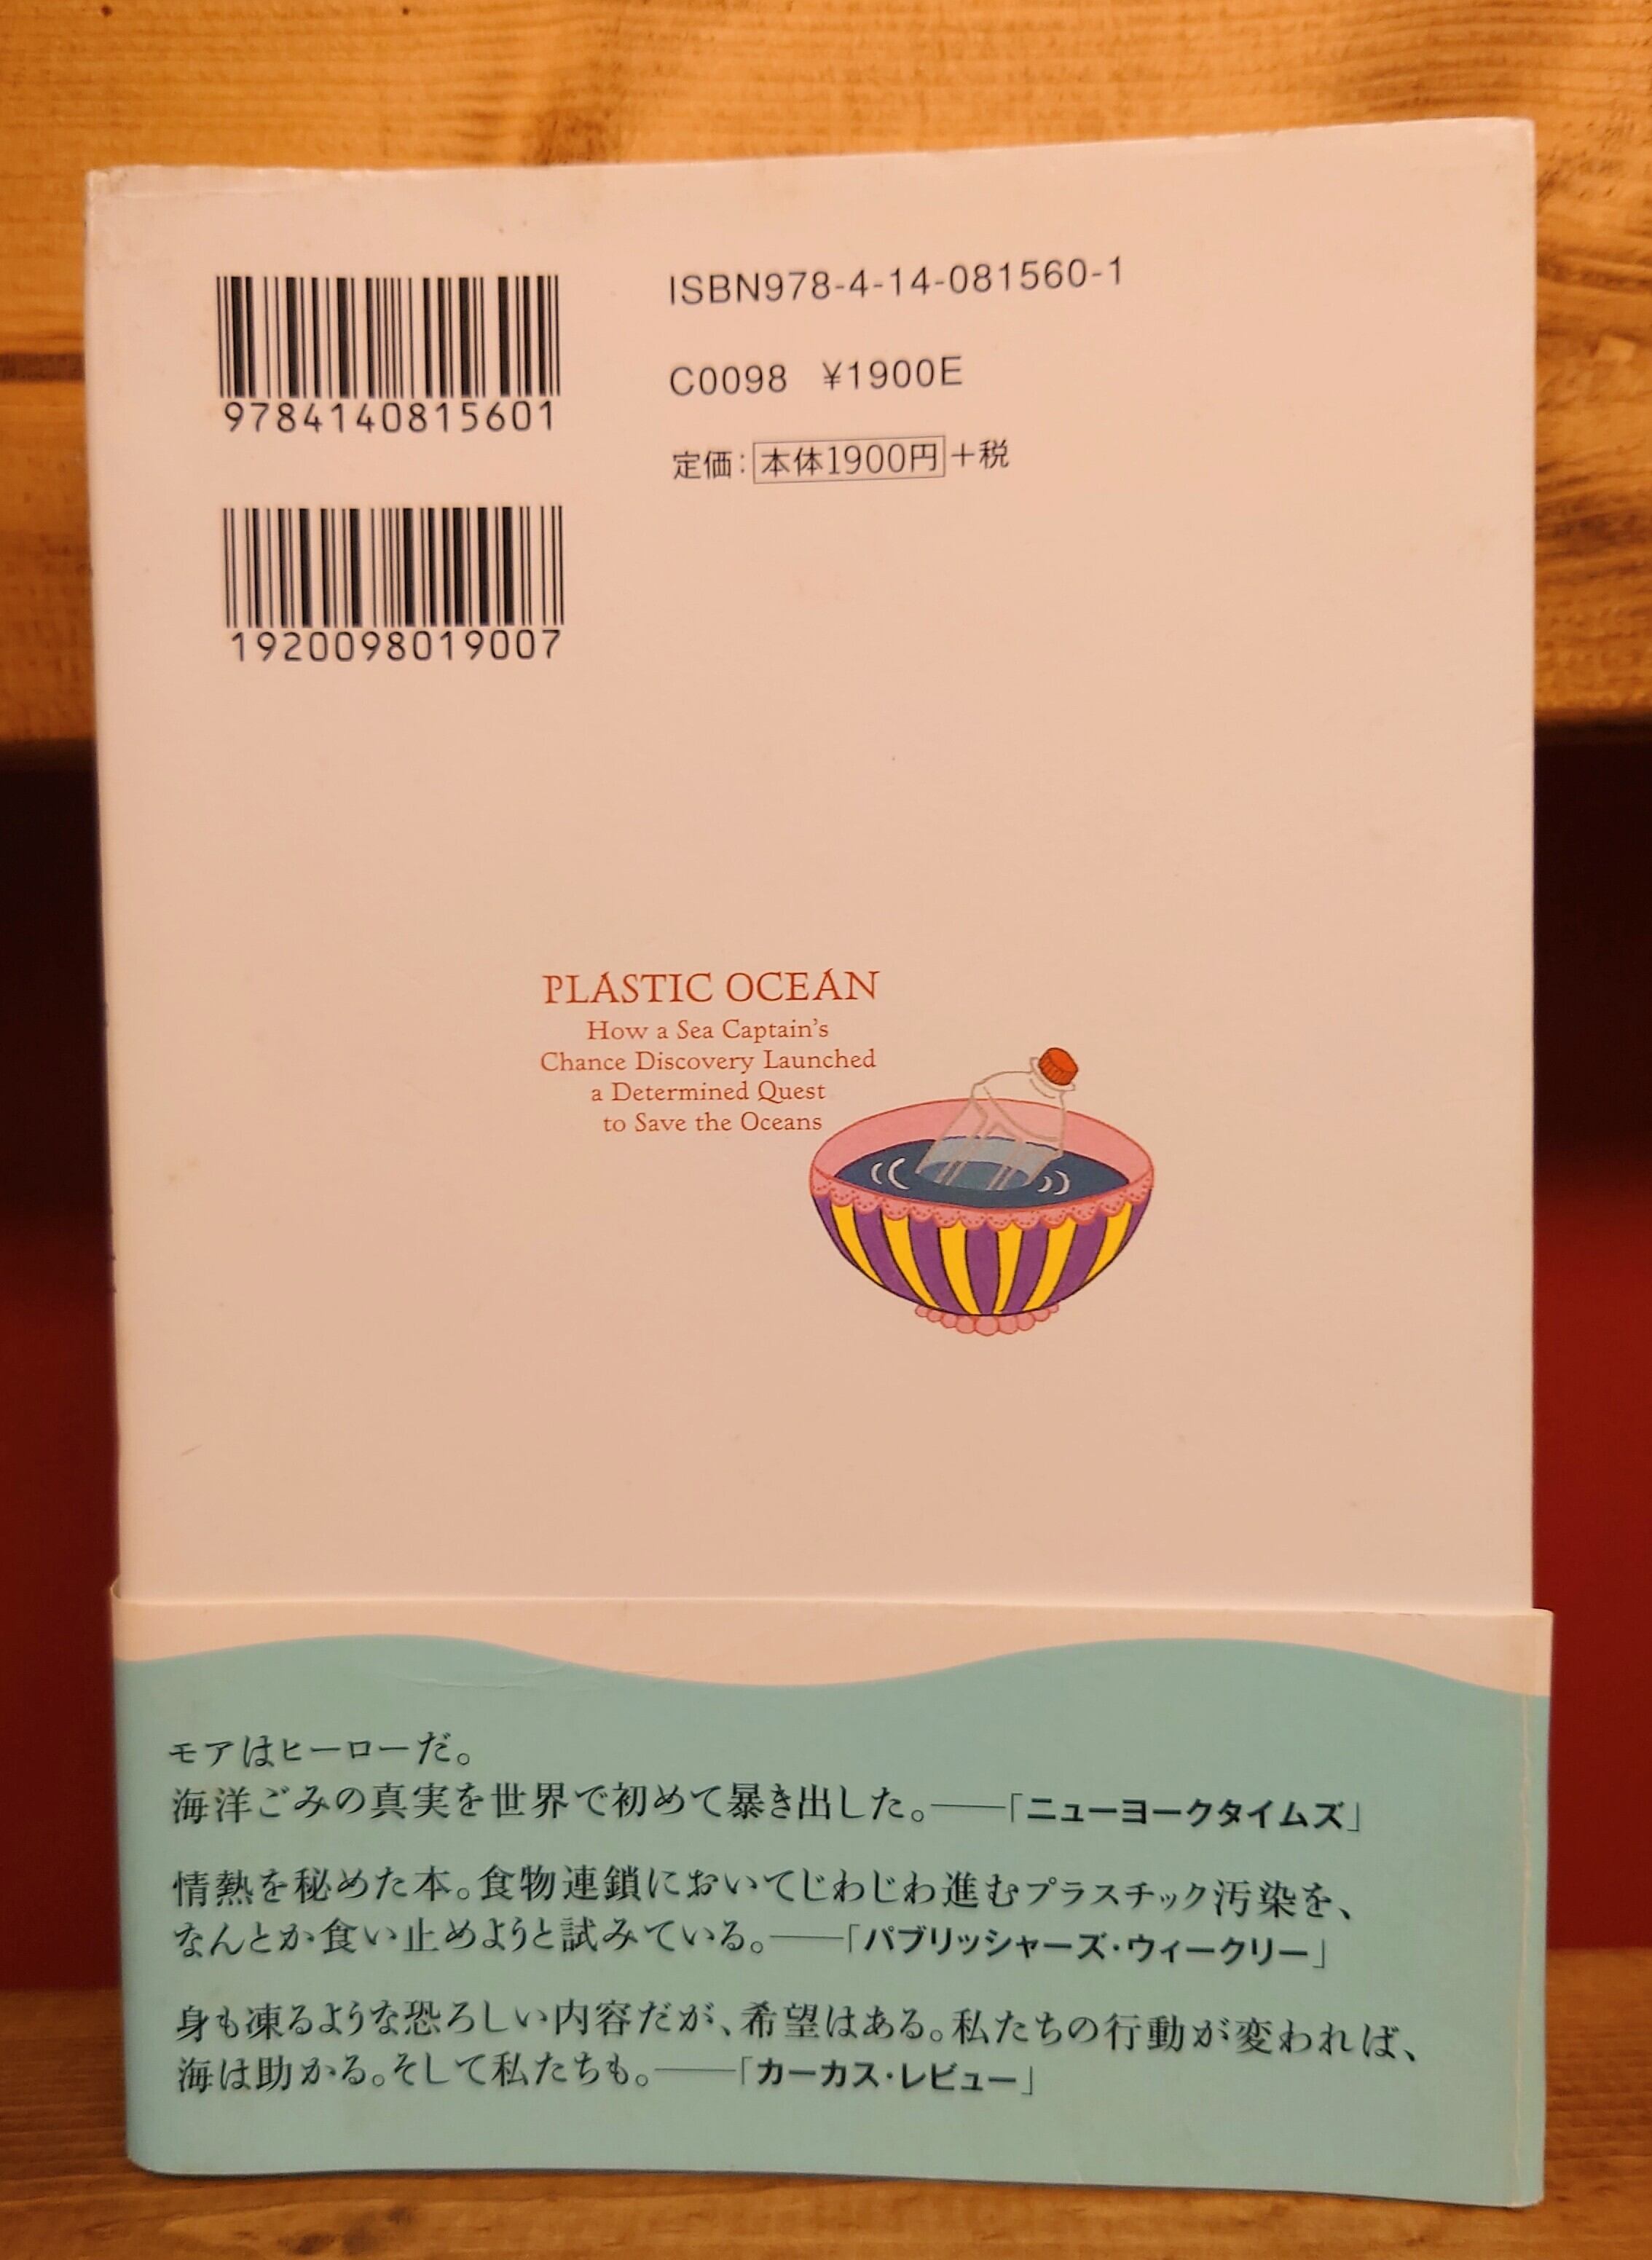 9784140815601
ISBN978-4-14-081560-1
C0098 ¥1900E
定価：本体1900円+税
1920098019007
PLASTIC OCEAN
How a Sea Captain's
Chance Discovery Launched
a Determined Quest
to Save the Oceans
モアはヒーローだ。
海洋ごみの真実を世界で初めて暴き出した。――「ニューヨークタイムズ」
情熱を秘めた本。食物連鎖においてじわじわ進むプラスチック汚染を、
なんとか食い止めようと試みている。――「パブリッシャーズ・ウィークリー」
身も凍るような恐ろしい内容だが、希望はある。私たちの行動が変われば、
海は助かる。そして私たちも。――「カーカス・レビュー」